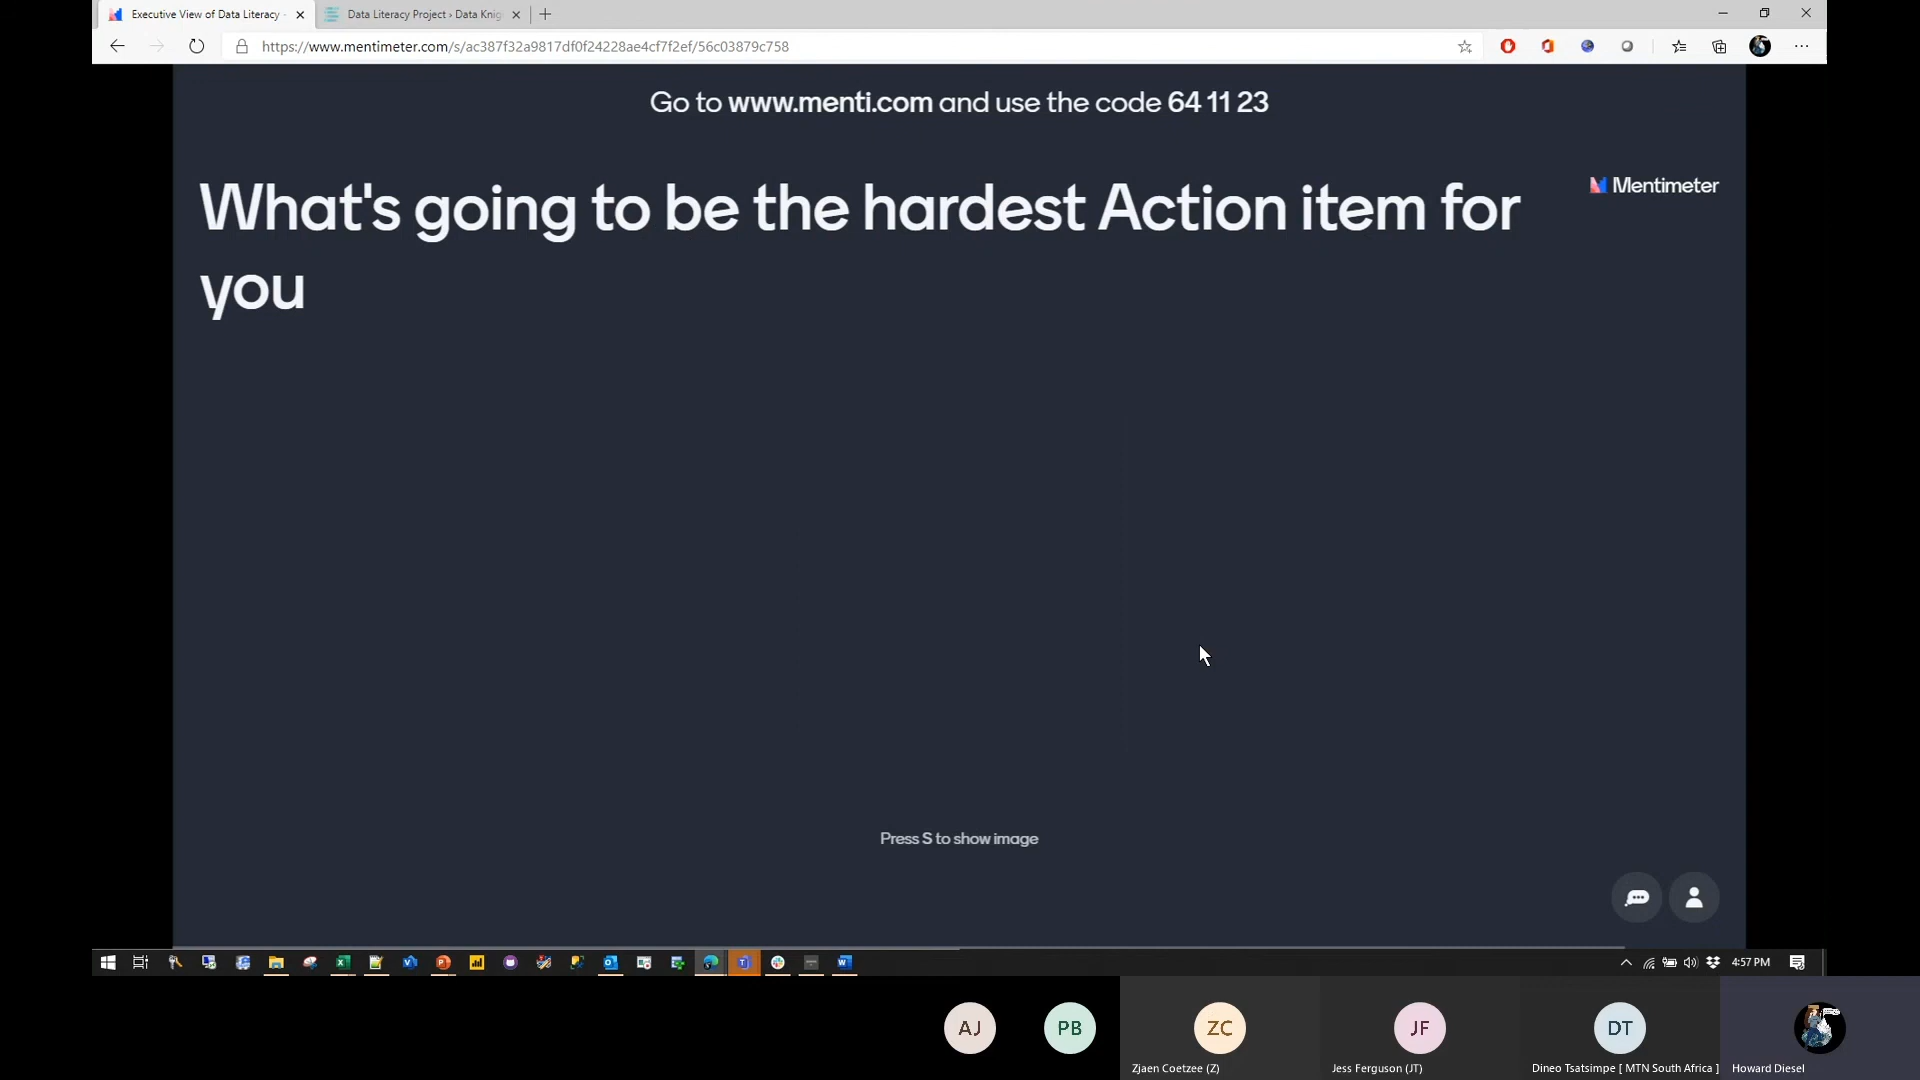 Executive View of Data Literacy -
Data Literacy Project › Data Knig
https://www.mentimeter.com/s/ac387f32a9817df0f24228ae4cf7f2ef/56c03879c758
Go to www.menti.com and use the code 64 11 23
What's going to be the hardest Action item for
you
Mentimeter
Press S to show image
4:57 PM
AJ
PB
ZC
JF
DT
Zjaen Coetzee (Z)
Jess Ferguson (JT)
Dineo Tsatsimpe [ MTN South Africa ]
Howard Diesel